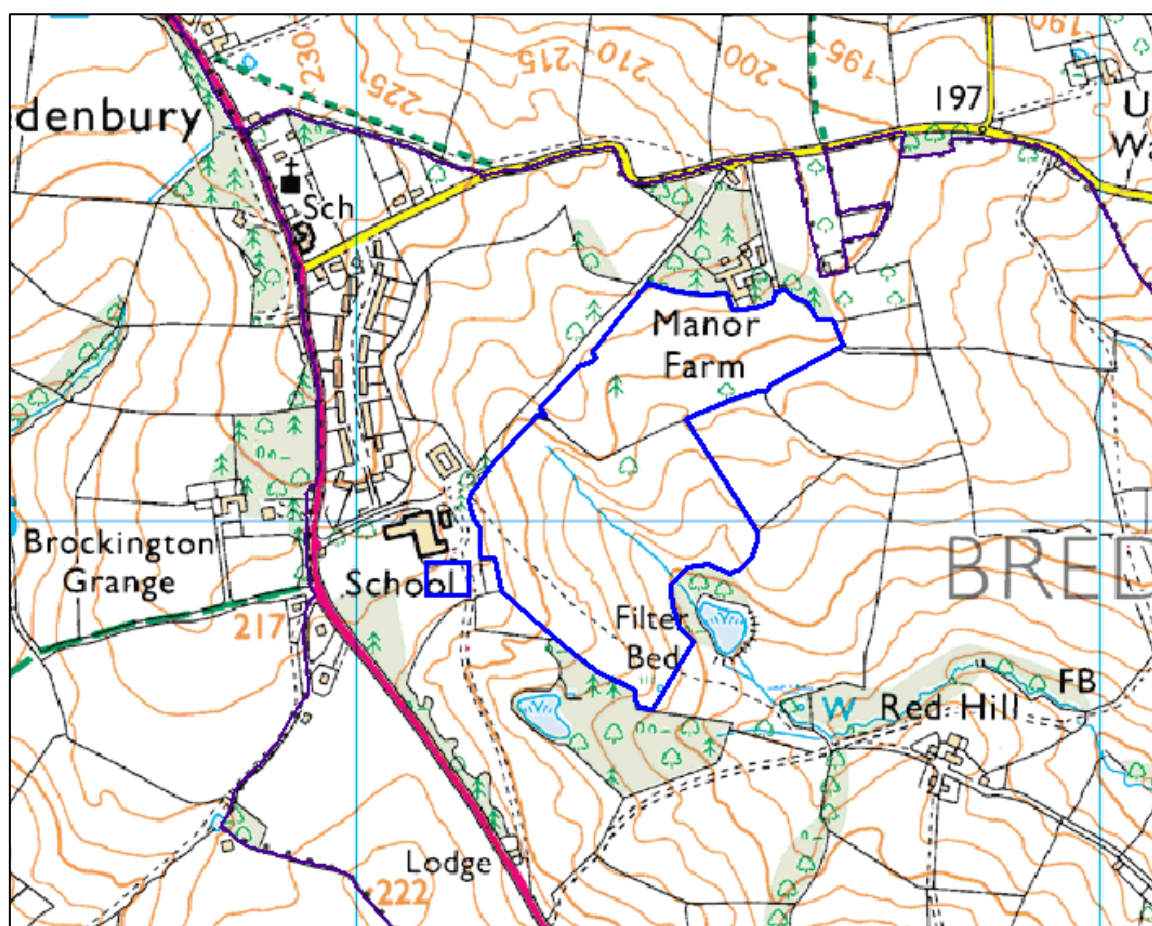 190
230
215
210
200
195
225
197
denbury
U
Wa
Sch
Manor
Farm
Brockington
Grange
School
BRED
217
Filter
Bed
W
Red Hill
FB
Lodge
222